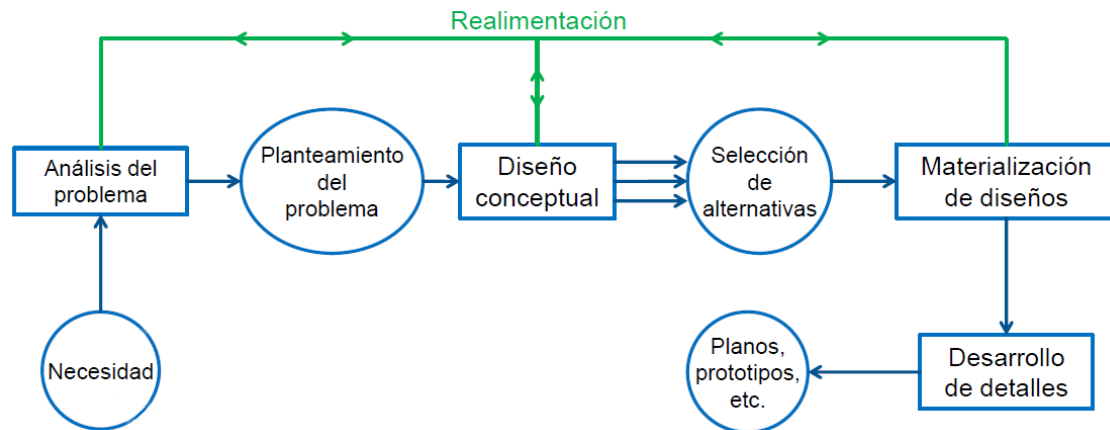 Realimentación
Análisis del
problema
Planteamiento
del
problema
Diseño
conceptual
Selección
de
alternativas
Materialización
de diseños
Necesidad
Planos,
prototipos,
etc.
Desarrollo
de detalles